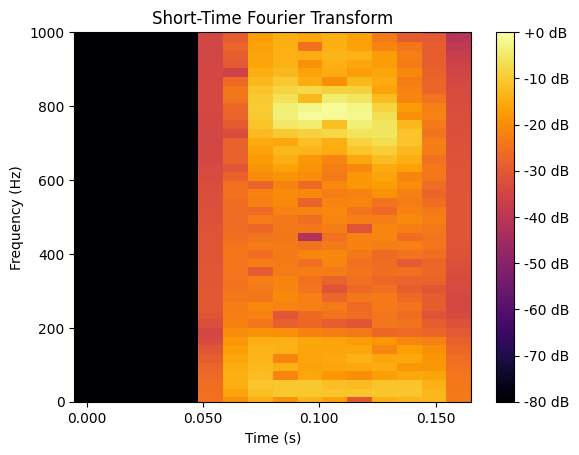 Short-Time Fourier Transform
1000
800
600
400
200
0
Frequency (Hz)
0.000
0.050
0.100
0.150
Time (s)
+0 dB
-10 dB
-20 dB
-30 dB
-40 dB
-50 dB
-60 dB
-70 dB
-80 dB